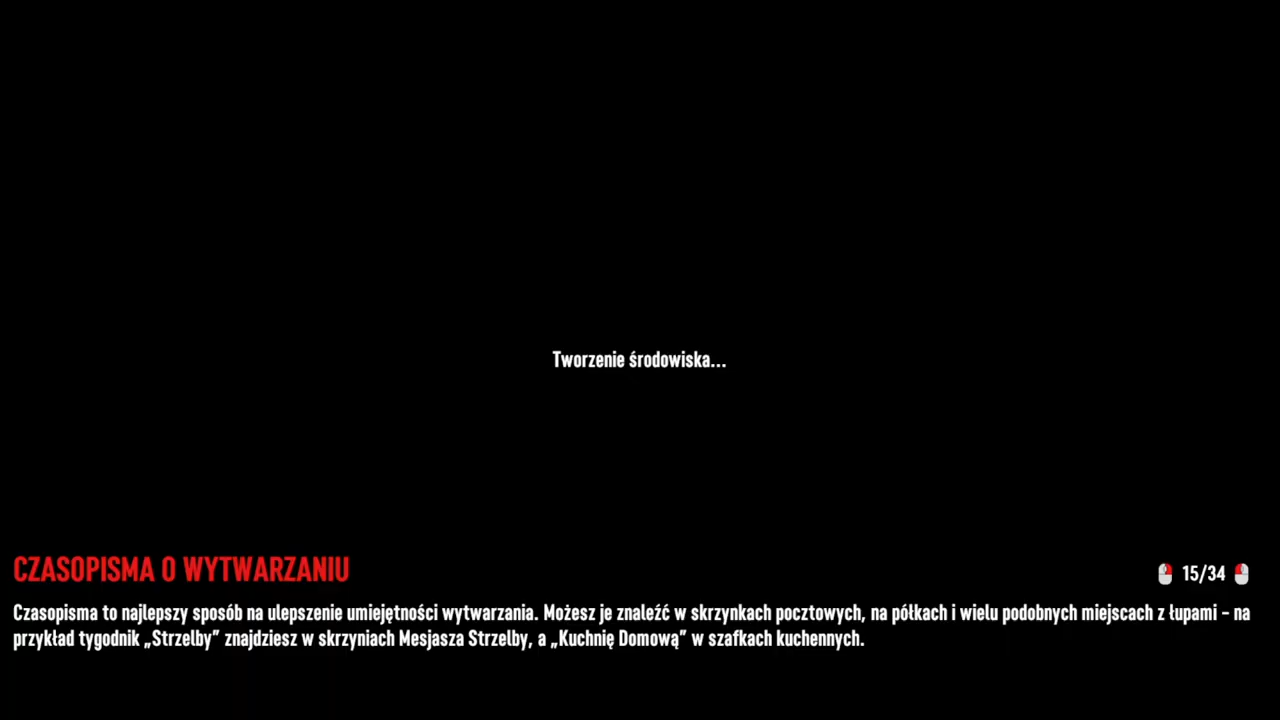 Tworzenie środowiska...
CZASOPISMA O WYTWARZANIU
15/34
Czasopisma to najlepszy sposób na ulepszenie umiejętności wytwarzania. Możesz je znaleźć w skrzynkach pocztowych, na półkach i wielu podobnych miejscach z łupami – na
przykład tygodnik „Strzelby” znajdziesz w skrzyniach Mesjasza Strzelby, a „Kuchnię Domową” w szafkach kuchennych.